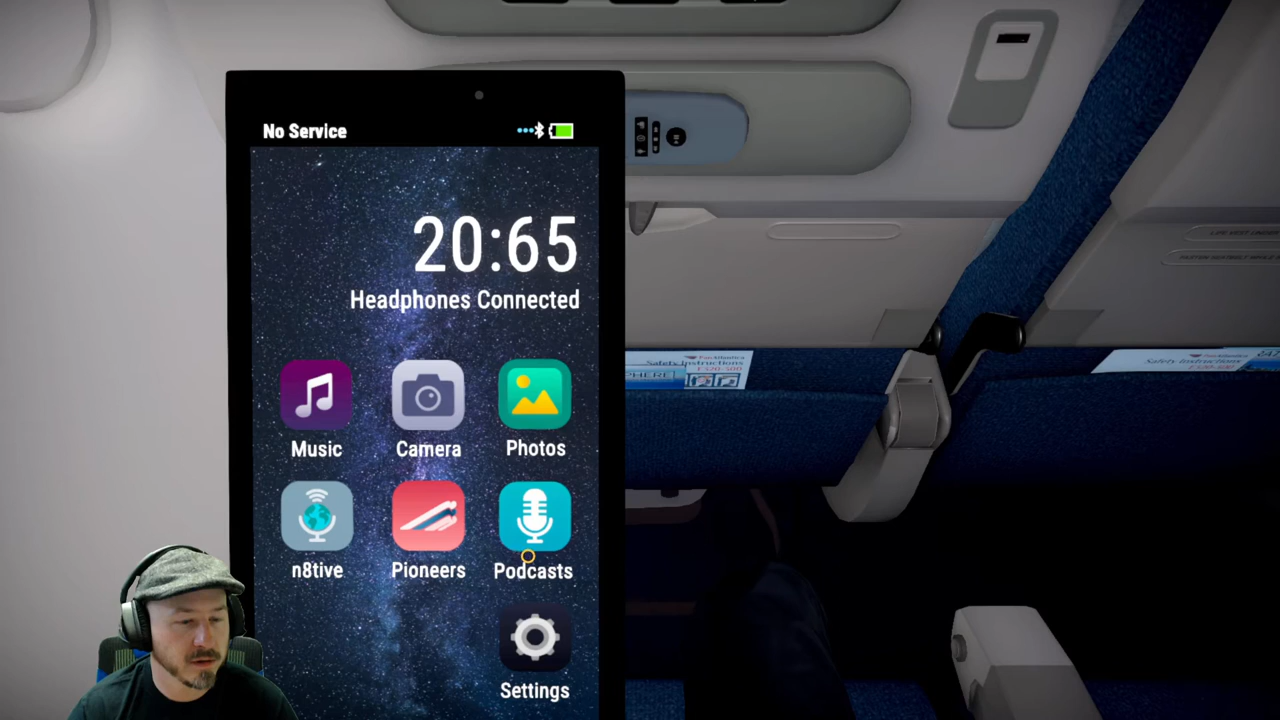 No Service
20:65
Headphones Connected
Music
Camera
Photos
n8tive
Pioneers
Podcasts
Settings
Safety Instructions
Safety Instructions